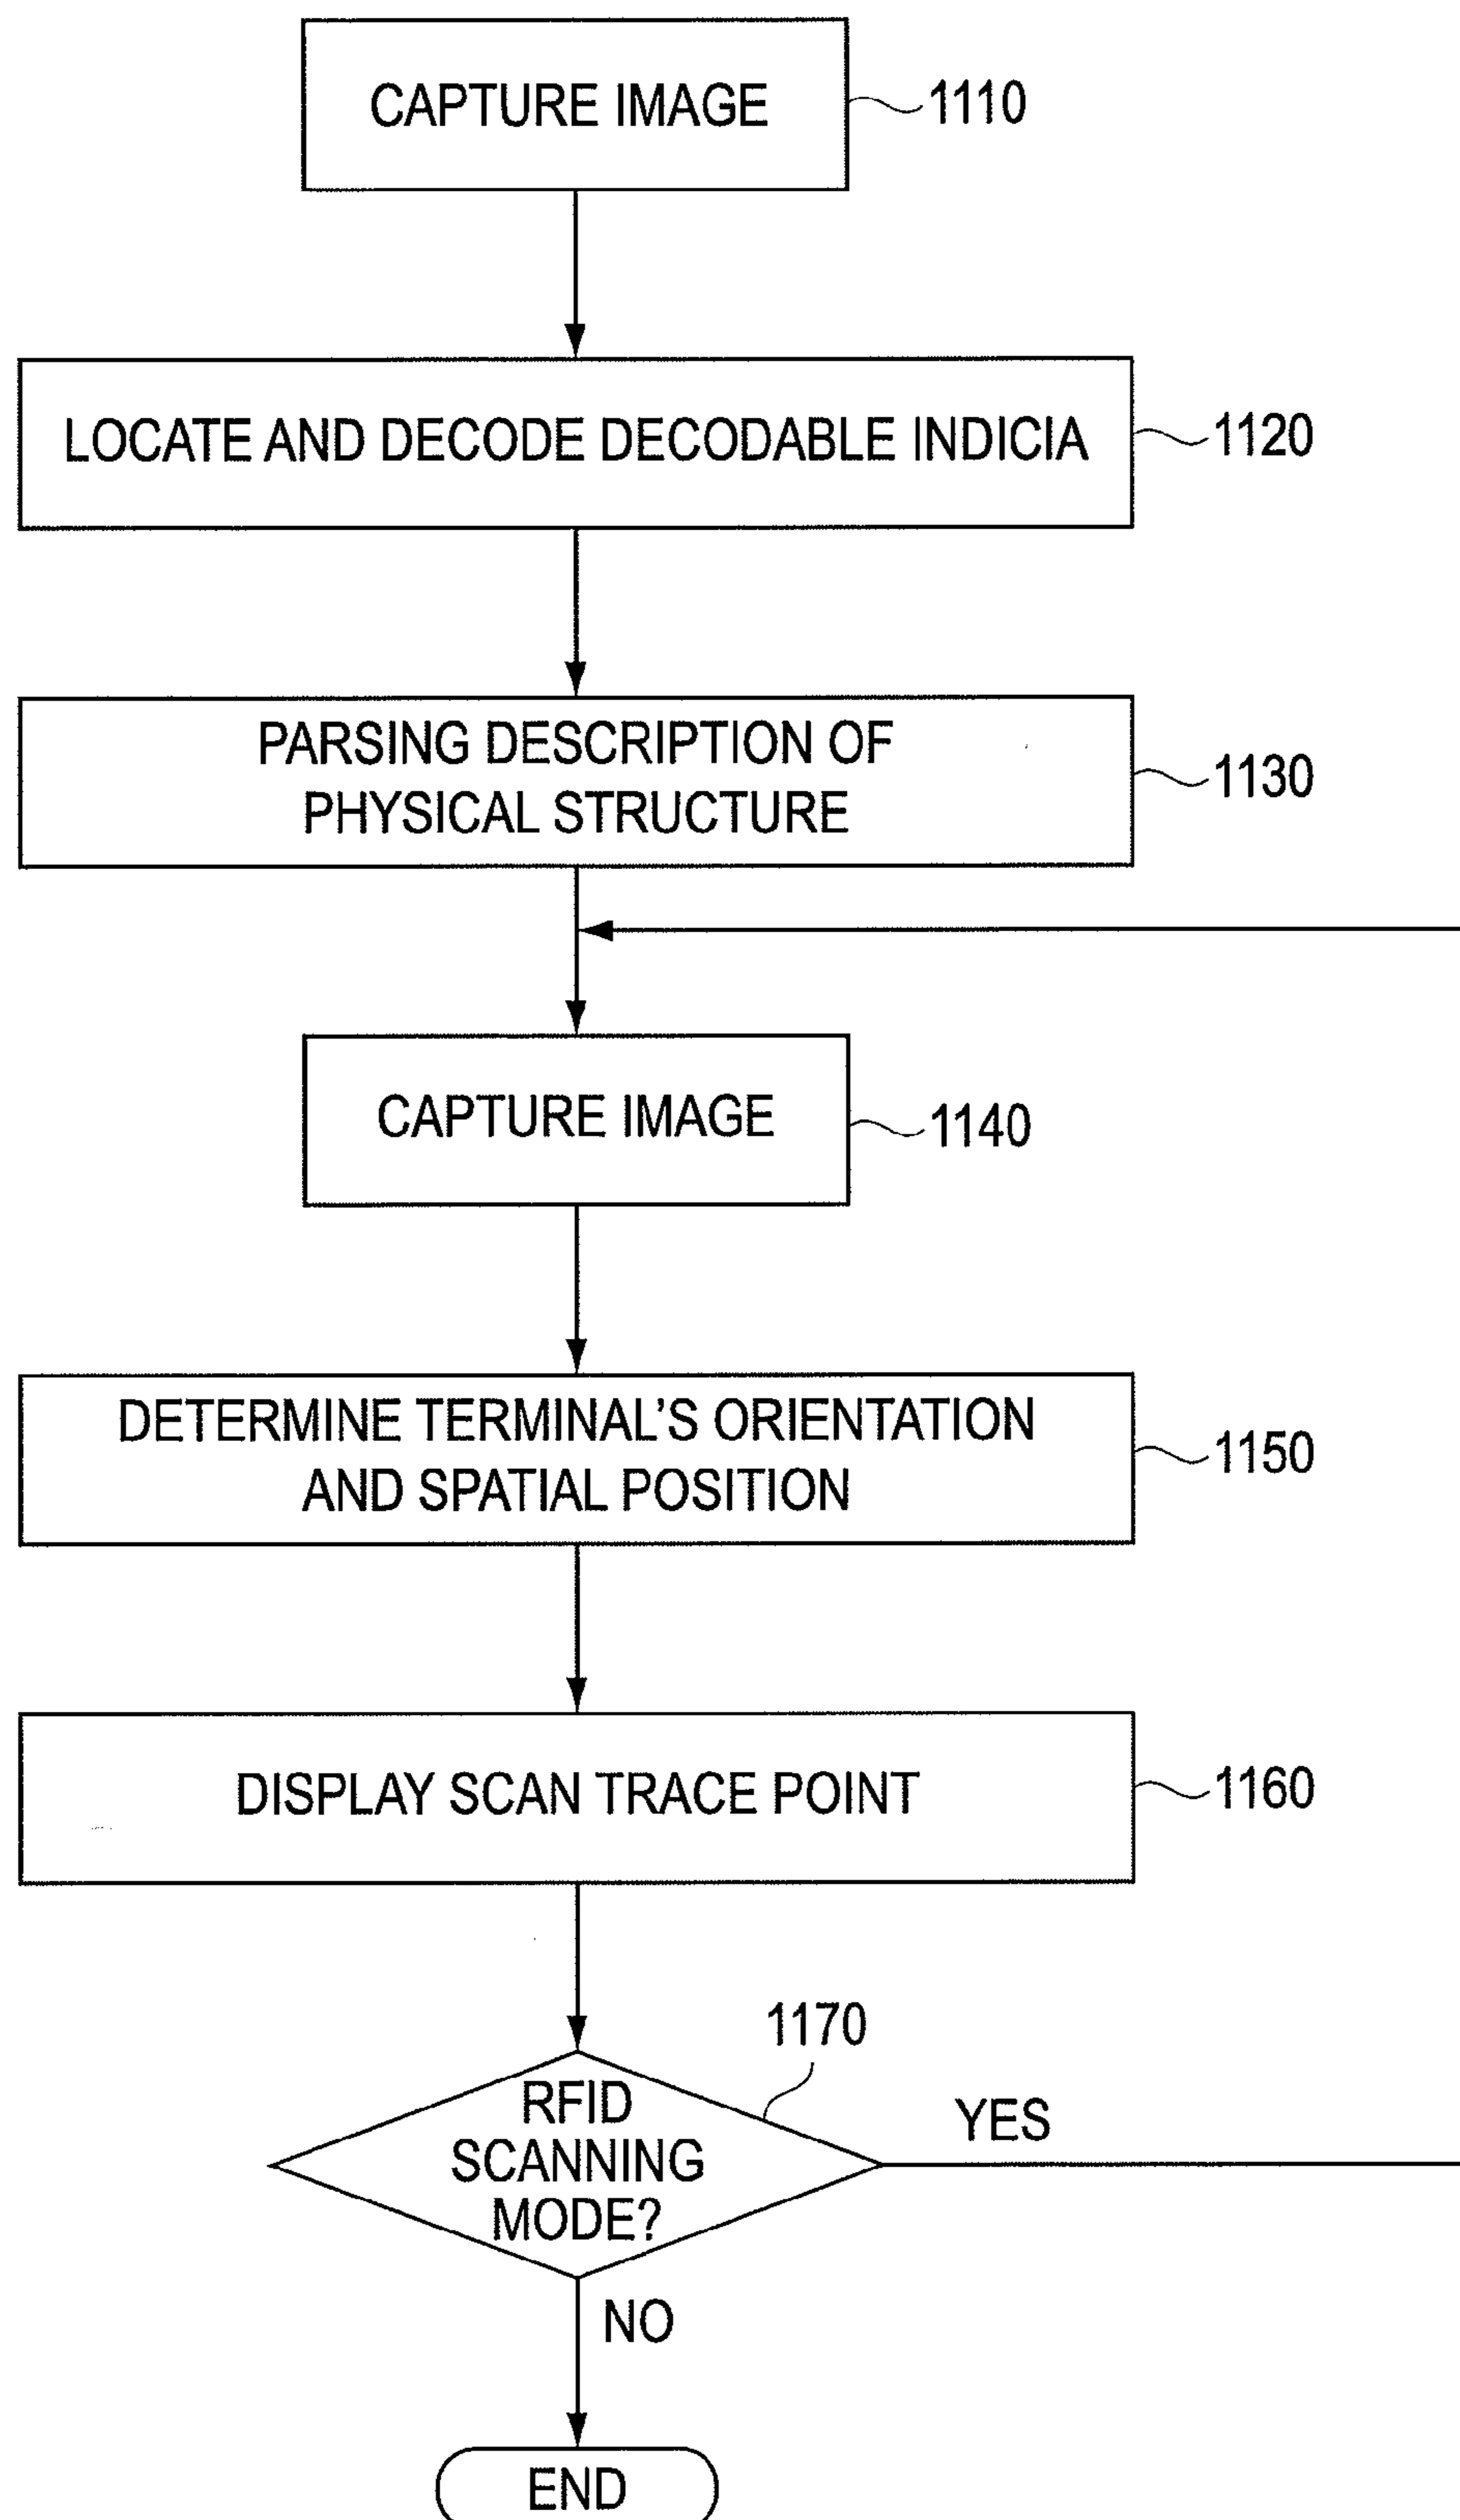 CAPTURE IMAGE
1110
LOCATE AND DECODE DECODABLE INDICIA
1120
PARSING DESCRIPTION OF
PHYSICAL STRUCTURE
1130
CAPTURE IMAGE
1140
DETERMINE TERMINAL'S ORIENTATION
AND SPATIAL POSITION
1150
DISPLAY SCAN TRACE POINT
1160
1170
RFID
SCANNING
MODE?
YES
NO
END